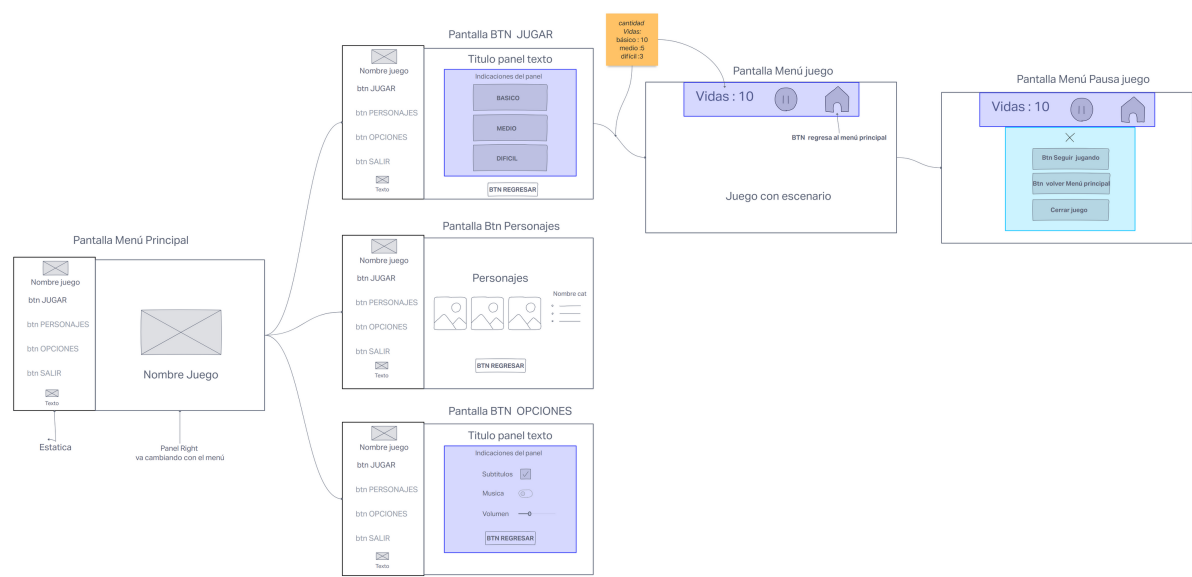 Pantalla Menú Principal
Nombre juego
btn JUGAR
btn PERSONAJES
btn OPCIONES
btn SALIR
Texto
Nombre Juego
Estatica
Panel Right
va cambiando con el menú
Pantalla BTN JUGAR
Nombre juego
btn JUGAR
btn PERSONAJES
btn OPCIONES
btn SALIR
Texto
Titulo panel texto
Indicaciones del panel
BASICO
MEDIO
DIFICIL
BTN REGRESAR
Pantalla Btn Personajes
Nombre juego
btn JUGAR
btn PERSONAJES
btn OPCIONES
btn SALIR
Texto
Personajes
Nombre cat
BTN REGRESAR
Pantalla BTN OPCIONES
Nombre juego
btn JUGAR
btn PERSONAJES
btn OPCIONES
btn SALIR
Texto
Titulo panel texto
Indicaciones del panel
Subtitulos
Musica
Volumen
BTN REGRESAR
cantidad
Vidas:
básico : 10
medio :5
dificil :3
Pantalla Menú juego
Vidas : 10
BTN regresa al menú principal
Juego con escenario
Pantalla Menú Pausa juego
Vidas : 10
Btn Seguir jugando
Btn volver Menú principal
Cerrar juego